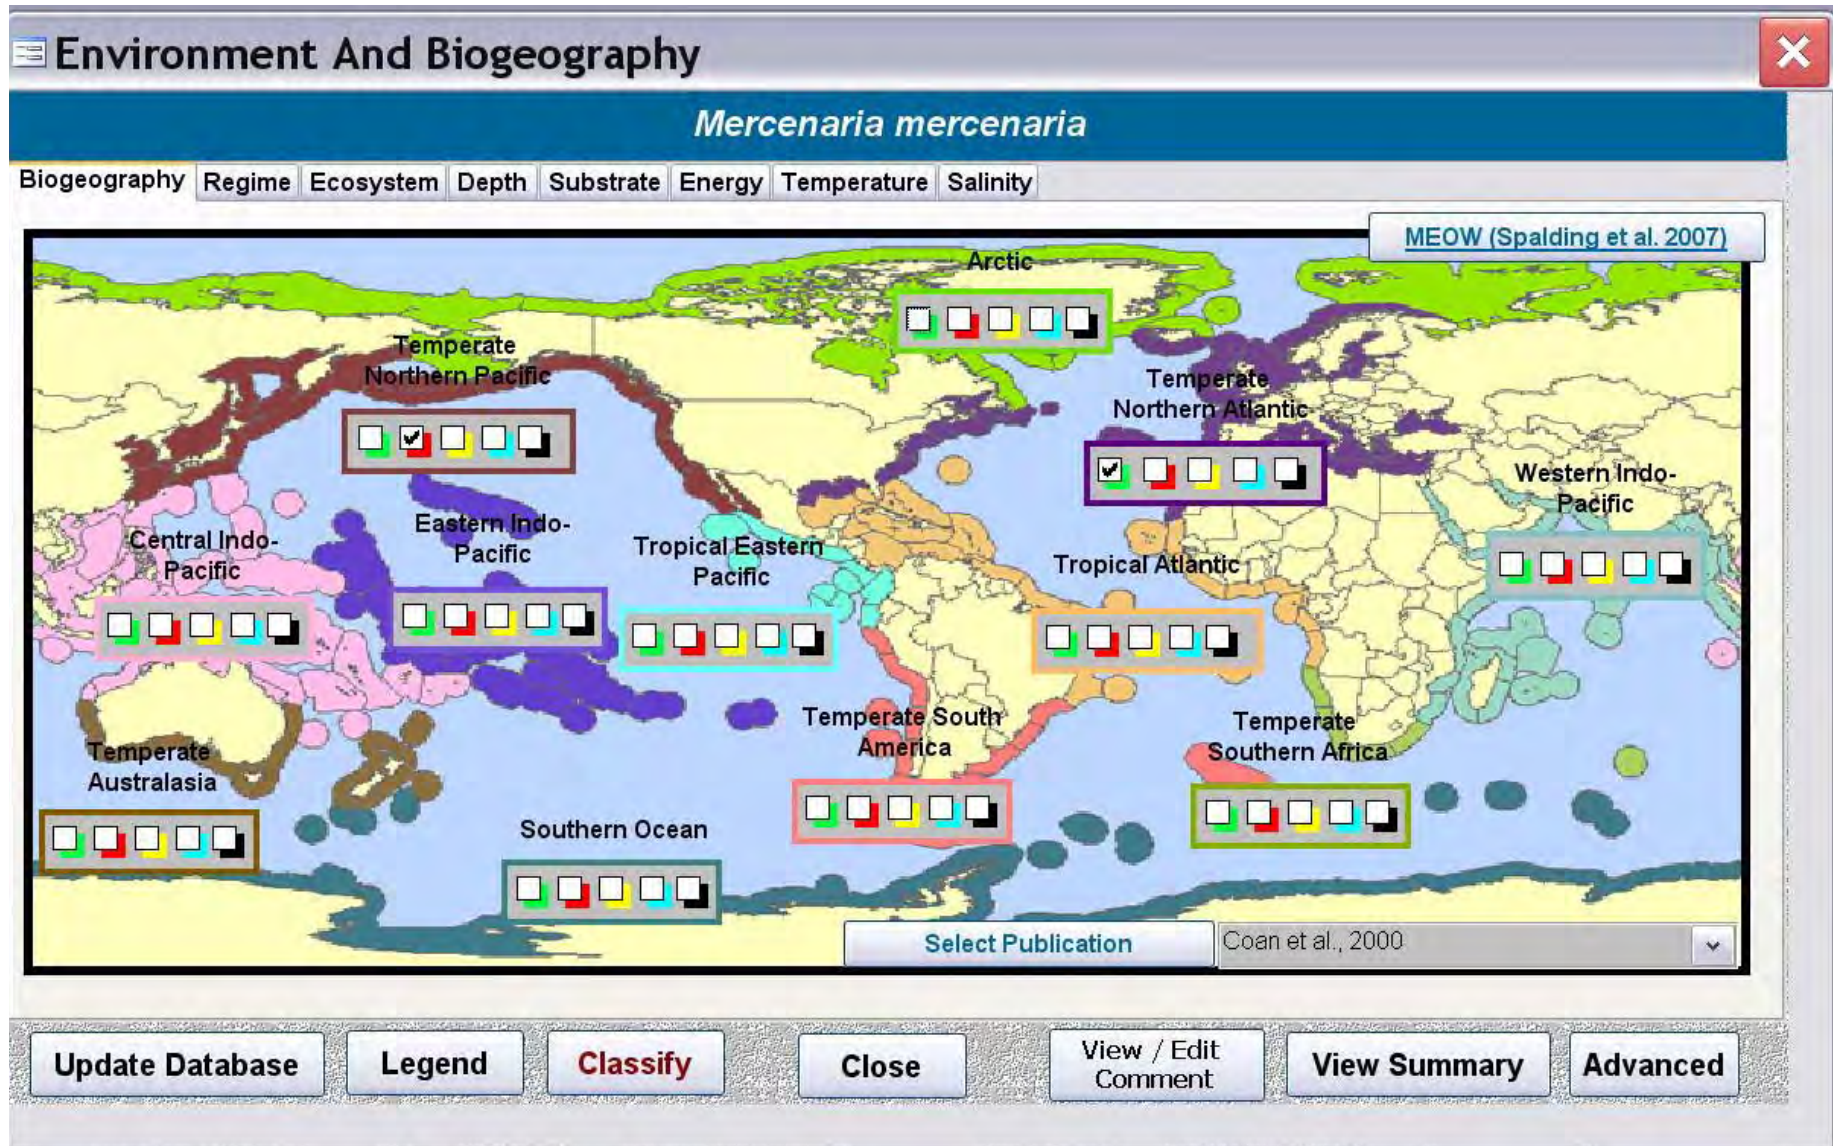 Environment And Biogeography
Mercenaria mercenaria
Biogeography Regime Ecosystem Depth Substrate Energy Temperature Salinity
MEOW (Spalding et al. 2007)
Arctic
Temperate
Northern Pacific
Temperate
Northern Atlantic
Western Indo-
Pacific
Central Indo-
Pacific
Eastern Indo-
Pacific
Tropical Eastern
Pacific
Tropical Atlantic
Temperate
Australasia
Temperate South
America
Temperate
Southern Africa
Southern Ocean
Select Publication
Coan et al., 2000
Update Database
Legend
Classify
Close
View / Edit
Comment
View Summary
Advanced